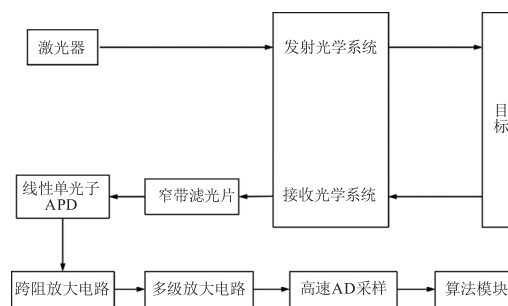 激光器
发射光学系统
目
标
线性单光子
APD
窄带滤光片
接收光学系统
跨阻放大电路
多级放大电路
高速AD采样
算法模块